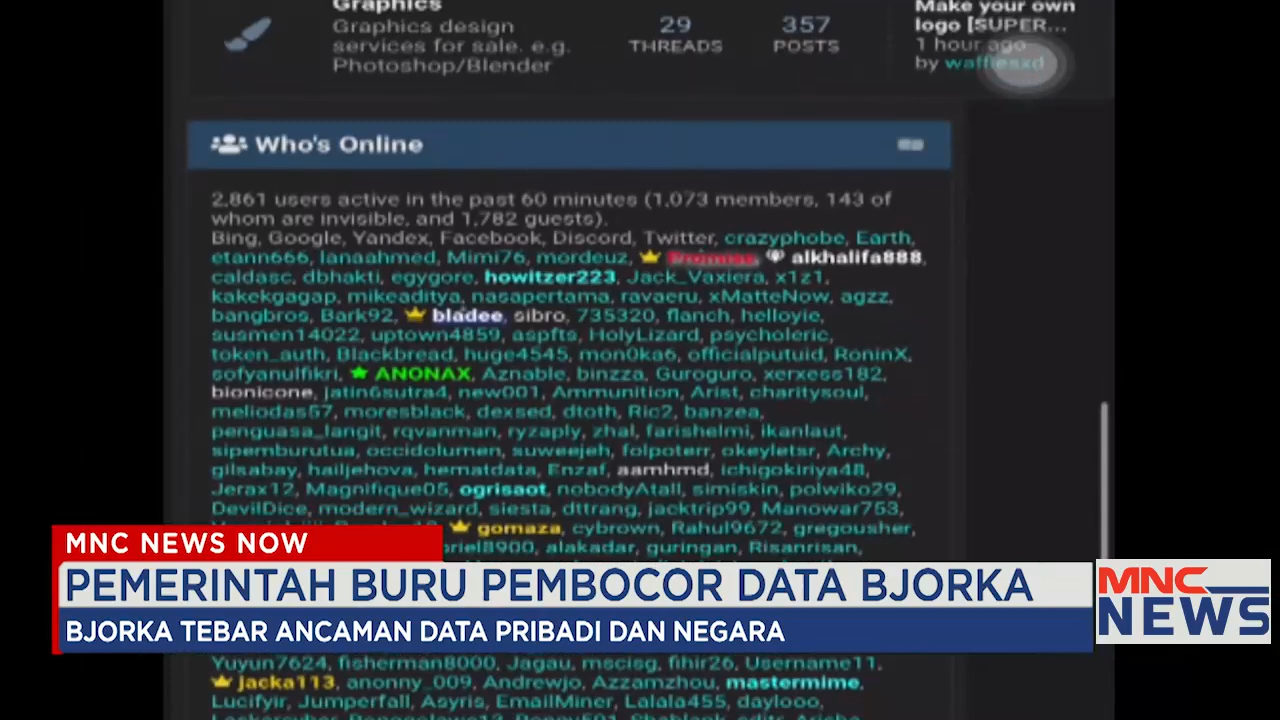 Graphics
Graphics design
services for sale. e.g.
Photoshop/Blender
29
THREADS
357
POSTS
Make your own
logo [SUPER...
1 hour ago
by wafflesxd
Who's Online
2,861 users active in the past 60 minutes (1,073 members, 143 of
whom are invisible, and 1,782 guests).
Bing, Google, Yandex, Facebook, Discord, Twitter, crazyphobe, Earth,
etann666, lanaahmed, Mimi76, mordeuz, alkhalifa888,
caldasc, dbhakti, egygore, howitzer223, Jack_Vaxiera, x1z1,
kakekgagap, mikeaditya, nasapertama, ravaeru, xMatteNow, agzz,
bangbros, Bark92, bladee, sibro, 735320, flanch, helloyie,
susmen14022, uptown4859, aspfts, HolyLizard, psycholeric,
token_auth, Blackbread, huge4545, mon0ka6, officialputuid, RoninX,
sofyanulfikri, ANONAX, Aznable, binzza, Guroguro, xerxess182,
bionicone, jatin6sutra4, new001, Ammunition, Arist, charitysoul,
meliodas57, moresblack, dexsed, dtoth, Ric2, banzea,
penguasa_langit, rqvanman, ryzaply, zhal, farishelmi, ikanlaut,
sipemburutua, occidolumen, suweejeh, folpoterr, okeyletsr, Archy,
gilsabay, hailjehova, hematdata, Enzaf, aamhmd, ichigokiriya48,
Jerax12, Magnifique05, ogrisaot, nobodyAtall, simiskin, polwiko29,
DevilDice, modern_wizard, siesta, dttrang, jacktrip99, Manowar753,
gomaza, cybrown, Rahul9672, gregousher,
alakadar, guringan, Risanrisan,
MNC NEWS NOW
PEMERINTAH BURU PEMBOCOR DATA BJORKA
BJORKA TEBAR ANCAMAN DATA PRIBADI DAN NEGARA
MNC
NEWS
Yuyun7624, fisherman8000, Jagau, mscisg, fihir26, Username11,
jacka113, anonny_009, Andrewjo, Azzamzhou, mastermime,
Lucifyir, Jumperfall, Asyris, EmailMiner, Lalala455, daylooo,